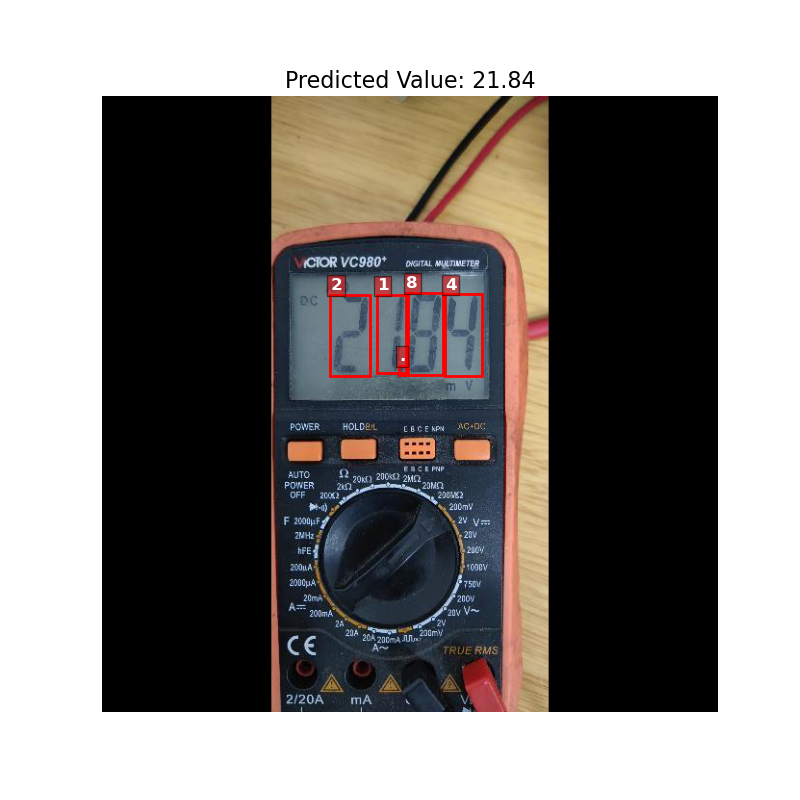 Predicted Value: 21.84
VICTOR VC980+ DIGITAL MULTIMETER
2 1 8 4
DC 21.84
.
m V
POWER HOLD B/L E B C E NPN AC+DC
E B C E PNP
AUTO POWER OFF
Ω
200Ω 2kΩ 20kΩ 200kΩ 2MΩ 20MΩ 200MΩ
F 2000µF 200mV
2MHz 2V V
hFE 20V
200µA 200V
2000µA 1000V
20mA 750V
A 200mA 200V
2A 20V V~
20A 2V
20A 200mA 200mV
A~
CE TRUE RMS
2/20A mA